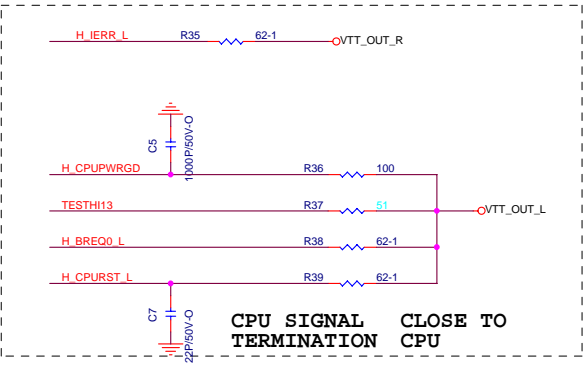 H_IERR_L R35 62-1 VTT_OUT_R
C5 1000P/50V-O
H_CPUPWRGD R36 100
TESTHI13 R37 51 VTT_OUT_L
H_BREQ0_L R38 62-1
H_CPURST_L R39 62-1
C7 22P/50V-O
CPU SIGNAL CLOSE TO
TERMINATION CPU